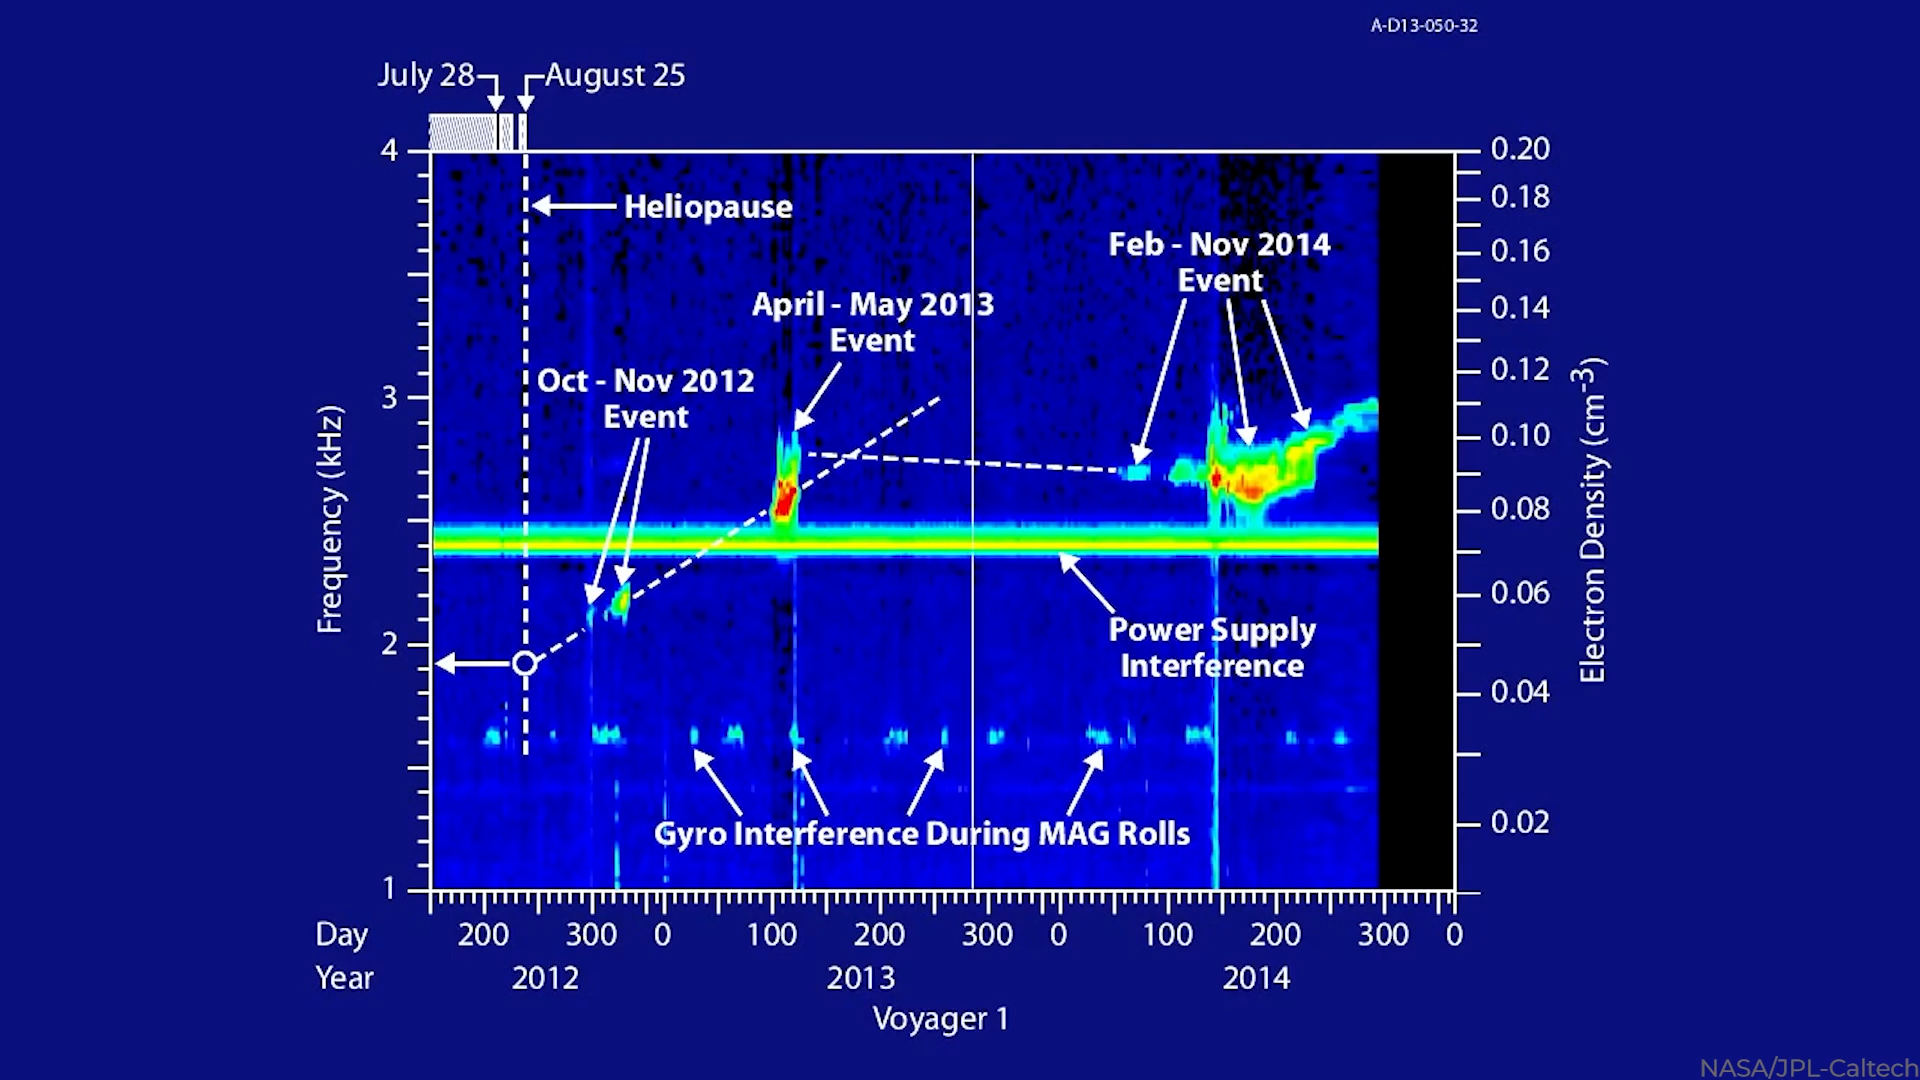 A-D13-050-32
July 28
August 25
4
0.20
0.18
Heliopause
Feb - Nov 2014
Event
0.16
April - May 2013
Event
0.14
Oct - Nov 2012
Event
0.12
3
0.10
0.08
Frequency (kHz)
Electron Density (cm-3)
0.06
Power Supply
Interference
2
0.04
Gyro Interference During MAG Rolls
0.02
1
Day 200 300 0 100 200 300 0 100 200 300 0
Year 2012 2013 2014
Voyager 1
NASA/JPL-Caltech